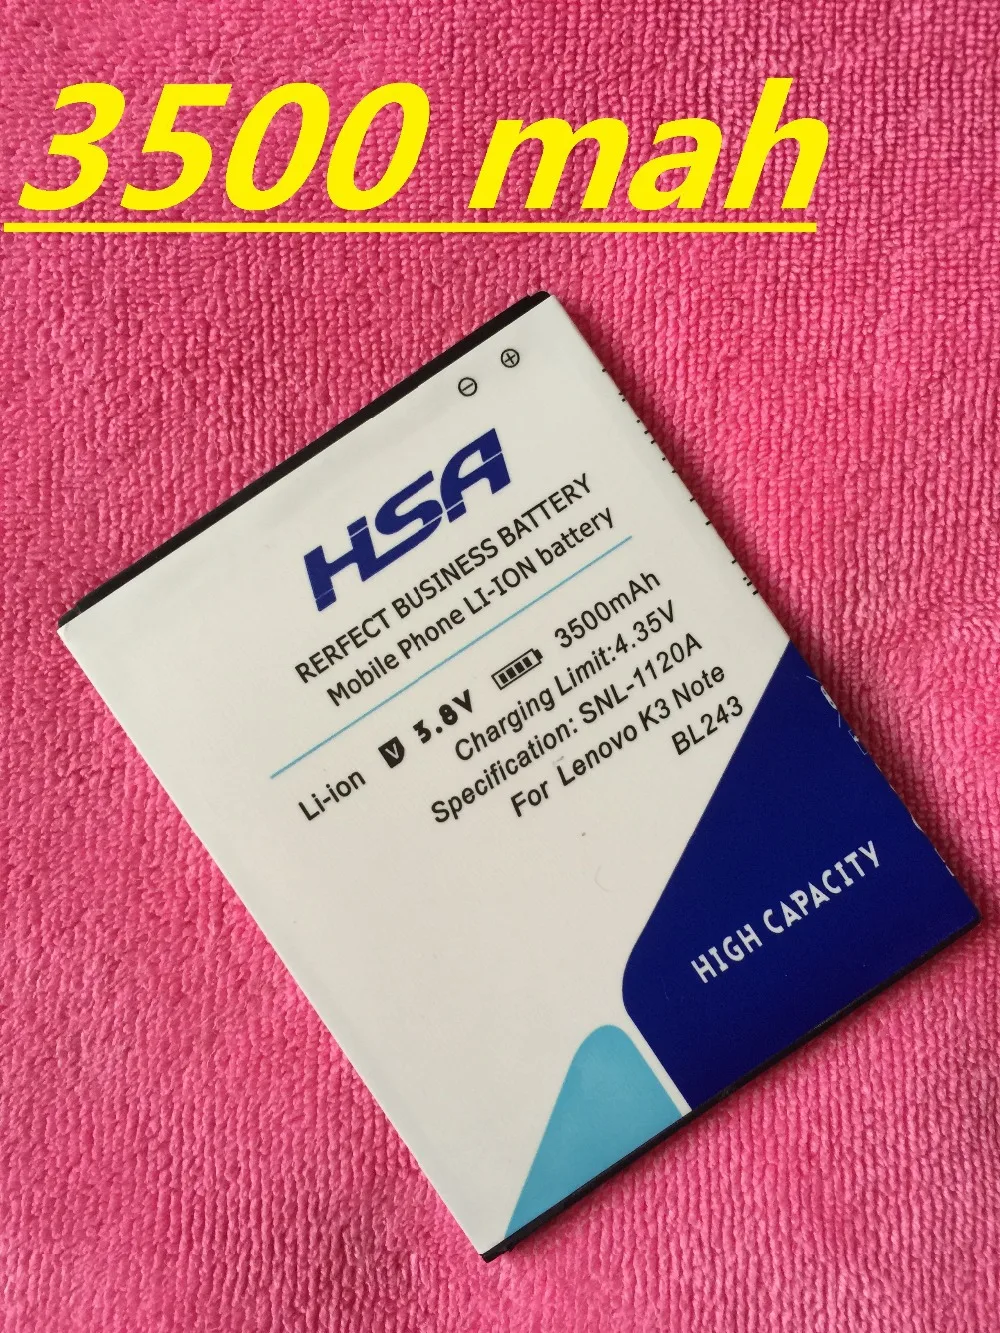 3500 mah
HSA
RERFECT BUSINESS BATTERY
Mobile Phone LI-ION battery
Li-ion V 3.8V 3500mAh
Charging Limit:4.35V
Specification: SNL-1120A
For Lenovo K3 Note
BL243
HIGH CAPACITY